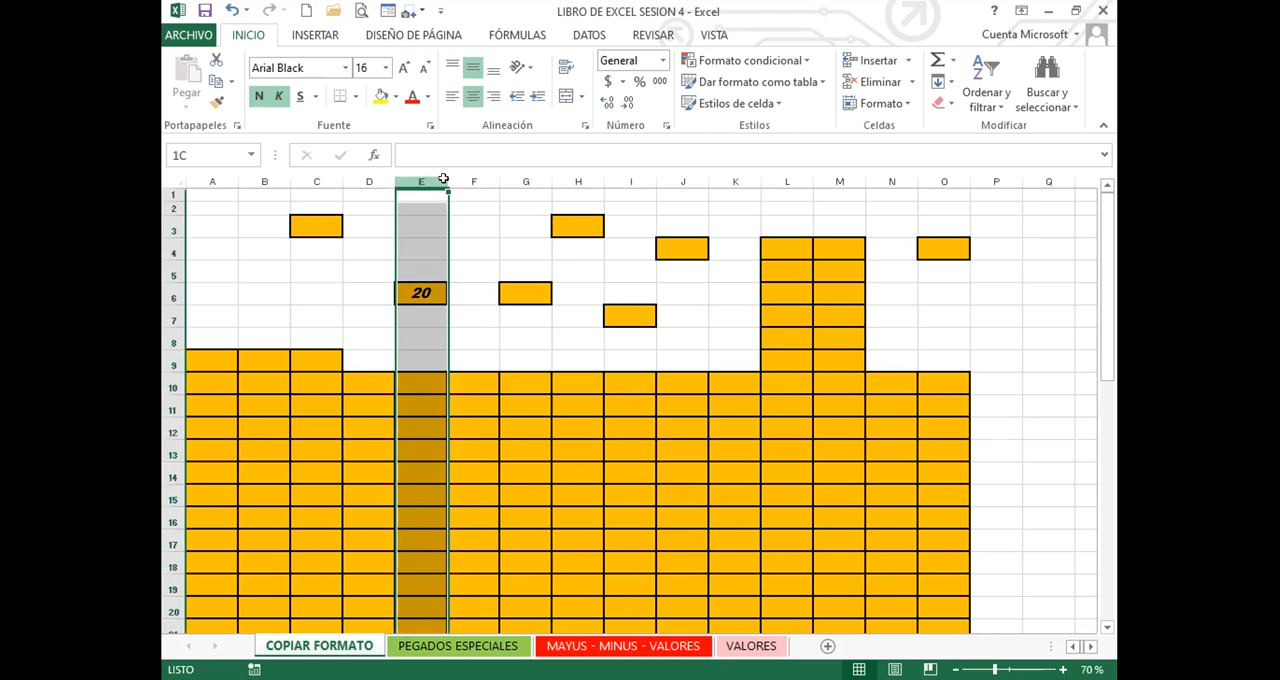 LIBRO DE EXCEL SESION 4 - Excel
?
ARCHIVO INICIO INSERTAR DISEÑO DE PÁGINA FÓRMULAS DATOS REVISAR VISTA Cuenta Microsoft
Pegar
Portapapeles
Arial Black 16 A A
N K S A
Fuente
Alineación
General
$ % 000
Número
Formato condicional
Dar formato como tabla
Estilos de celda
Estilos
Insertar
Eliminar
Formato
Celdas
Σ
Ordenar y filtrar
Buscar y seleccionar
Modificar
1C fx
A B C D E F G H I J K L M N O P Q
1
2
3
4
5
6 20
7
8
9
10
11
12
13
14
15
16
17
18
19
20
21
COPIAR FORMATO PEGADOS ESPECIALES MAYUS - MINUS - VALORES VALORES
LISTO 70 %